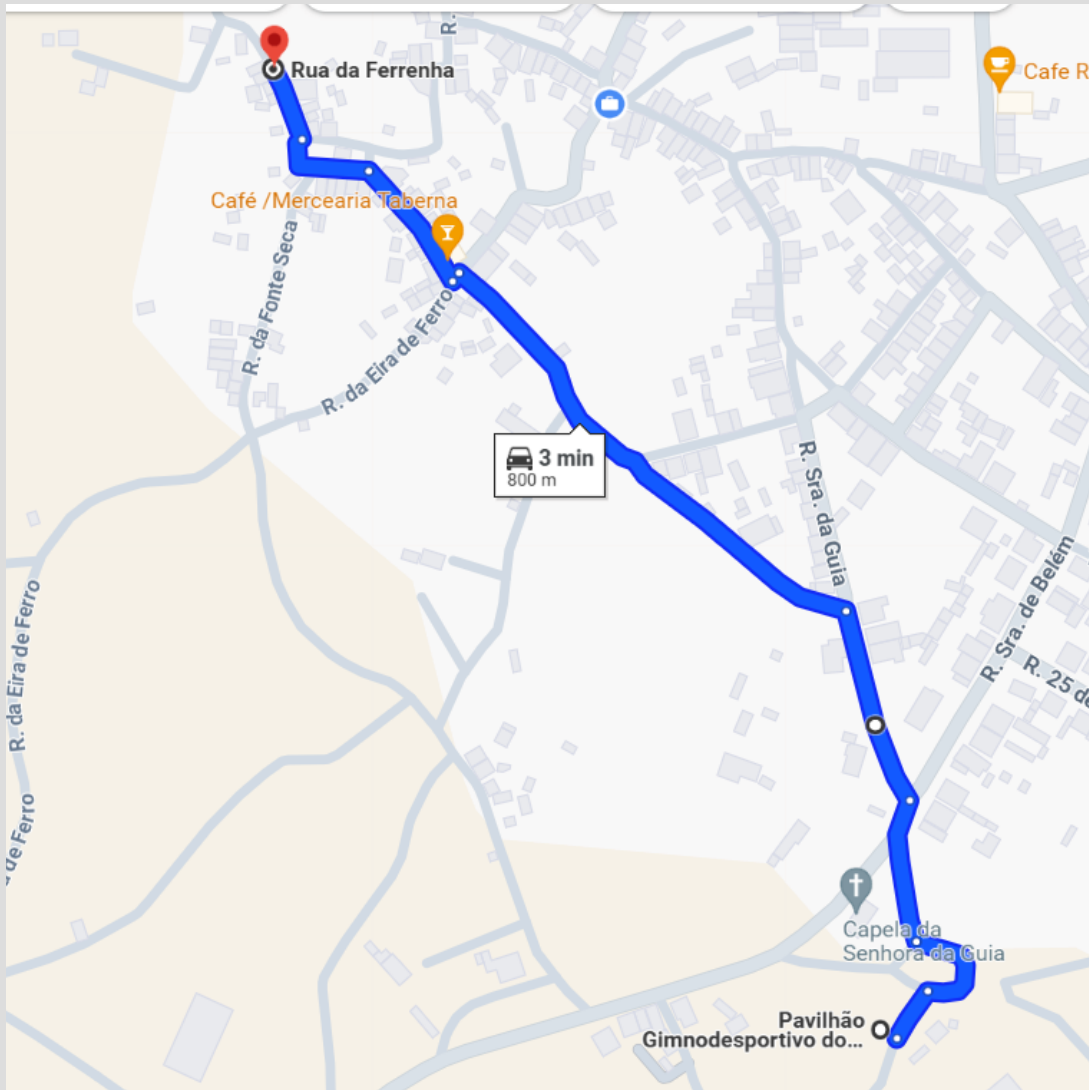 R.
Rua da Ferrenha
Cafe R
Café /Mercearia Taberna
R. da Fonte Seca
R. da Eira de Ferro
3 min
800 m
R. Sra. da Guia
R. Sra. de Belém
R. 25 de
R. da Eira de Ferro
de Ferro
Capela da
Senhora da Guia
Pavilhão
Gimnodesportivo do...